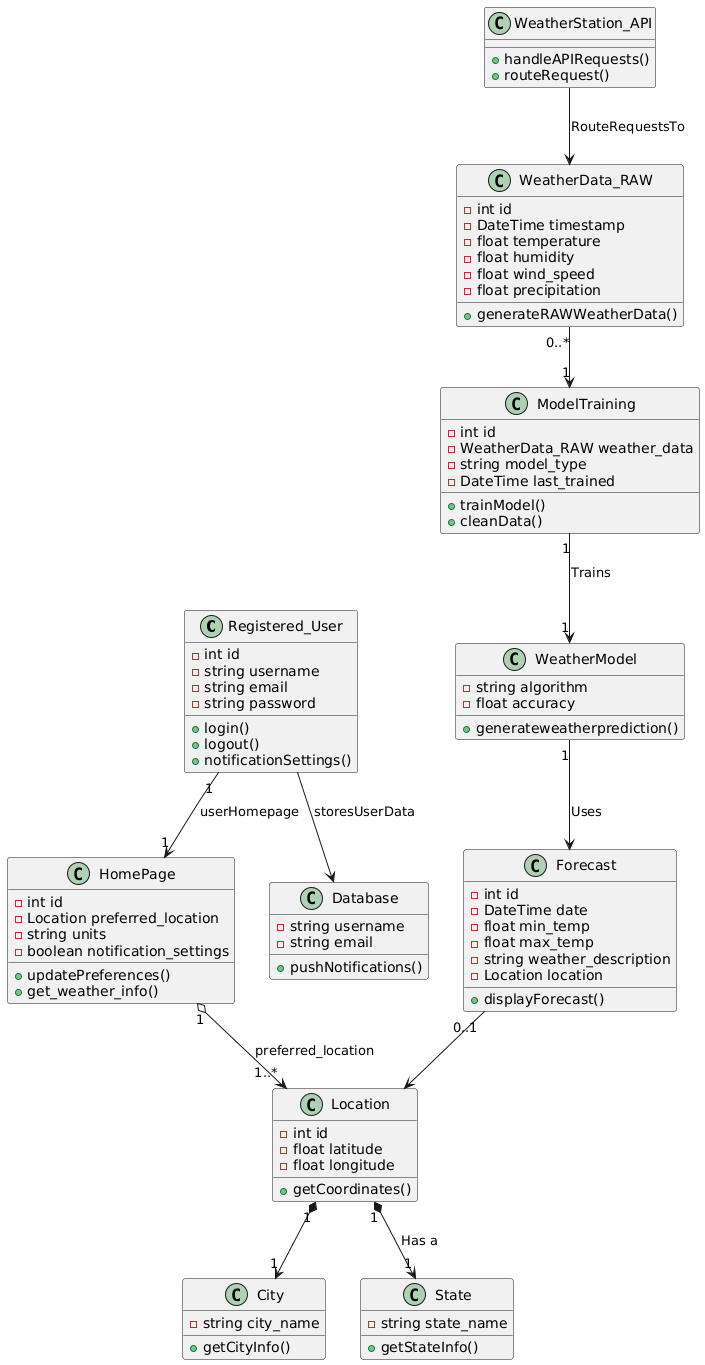 WeatherStation_API
handleAPIRequests()
routeRequest()
RouteRequestsTo
WeatherData_RAW
int id
DateTime timestamp
float temperature
float humidity
float wind_speed
float precipitation
generateRAWWeatherData()
0..*
1
ModelTraining
int id
WeatherData_RAW weather_data
string model_type
DateTime last_trained
trainModel()
cleanData()
1
Trains
1
Registered_User
int id
string username
string email
string password
login()
logout()
notificationSettings()
WeatherModel
string algorithm
float accuracy
generateweatherprediction()
1
userHomepage
1
storesUserData
1
Uses
HomePage
int id
Location preferred_location
string units
boolean notification_settings
updatePreferences()
get_weather_info()
Database
string username
string email
pushNotifications()
Forecast
int id
DateTime date
float min_temp
float max_temp
string weather_description
Location location
displayForecast()
1
preferred_location
1..*
0..1
Location
int id
float latitude
float longitude
getCoordinates()
1
1
1
Has a
1
City
string city_name
getCityInfo()
State
string state_name
getStateInfo()